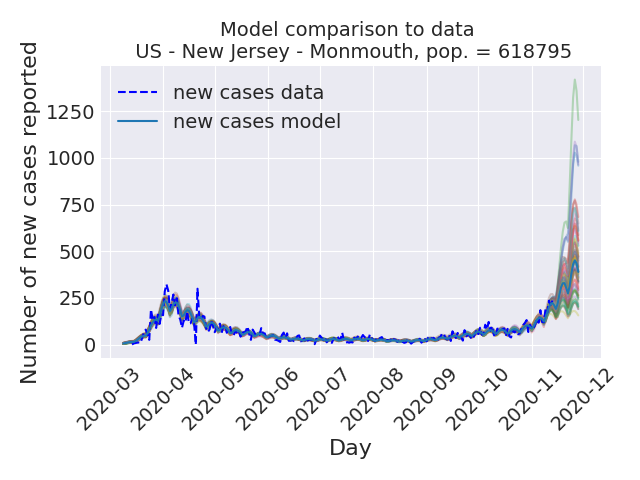 Model comparison to data
US - New Jersey - Monmouth, pop. = 618795
Number of new cases reported
1250
1000
750
500
250
0
new cases data
new cases model
2020-03
2020-04
2020-05
2020-06
2020-07
2020-08
2020-09
2020-10
2020-11
2020-12
Day